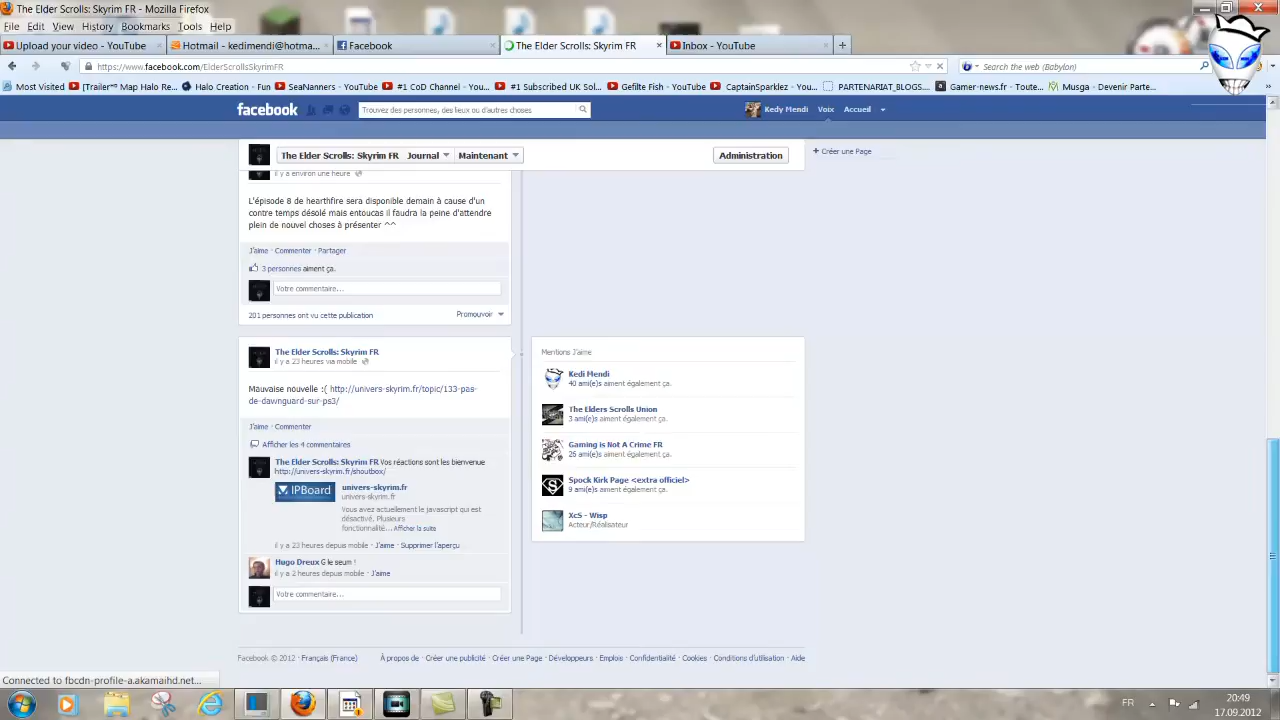 The Elder Scrolls: Skyrim FR - Mozilla Firefox
File Edit View History Bookmarks Tools Help
Upload your video - YouTube
Hotmail - kedimendi@hotma...
Facebook
The Elder Scrolls: Skyrim FR
Inbox - YouTube
https://www.facebook.com/ElderScrollsSkyrimFR
Search the web (Babylon)
Most Visited [Trailer™ Map Halo Re... Halo Creation - Fun SeaNanners - YouTube #1 CoD Channel - Yo... #1 Subscribed UK Sol... Gefilte Fish - YouTube CaptainSparklez - You... PARTENARIAT_BLOGS... Gamer-news.fr - Toute... Musga - Devenir Parte... »
facebook
Trouvez des personnes, des lieux ou d'autres choses
Kedy Mendi Voix Accueil
The Elder Scrolls: Skyrim FR Journal Maintenant
Administration
+ Créer une Page
il y a environ une heure
L'épisode 8 de hearthfire sera disponible demain à cause d'un
contre temps désolé mais entoucas il faudra la peine d'attendre
plein de nouvel choses à présenter ^^
J'aime · Commenter · Partager
3 personnes aiment ça.
Votre commentaire...
201 personnes ont vu cette publication
Promouvoir
The Elder Scrolls: Skyrim FR
il y a 23 heures via mobile
Mauvaise nouvelle :( http://univers-skyrim.fr/topic/133-pas-
de-dawnguard-sur-ps3/
J'aime · Commenter
Afficher les 4 commentaires
The Elder Scrolls: Skyrim FR Vos réactions sont les bienvenue
http://univers-skyrim.fr/shoutbox/
IPBoard
univers-skyrim.fr
univers-skyrim.fr
Vous avez actuellement le javascript qui est
désactivé. Plusieurs
fonctionnalité... Afficher la suite
il y a 23 heures depuis mobile · J'aime · Supprimer l'aperçu
Hugo Dreux G le seum !
il y a 2 heures depuis mobile · J'aime
Votre commentaire...
Mentions J'aime
Kedi Mendi
40 ami(e)s aiment également ça.
The Elders Scrolls Union
3 ami(e)s aiment également ça.
Gaming is Not A Crime FR
26 ami(e)s aiment également ça.
Spock Kirk Page <extra officiel>
9 ami(e)s aiment également ça.
XcS - Wisp
Acteur/Réalisateur
Facebook © 2012 · Français (France)
À propos de · Créer une publicité · Créer une Page · Développeurs · Emplois · Confidentialité · Cookies · Conditions d'utilisation · Aide
Connected to fbcdn-profile-a.akamaihd.net...
FR
20:49
17.09.2012